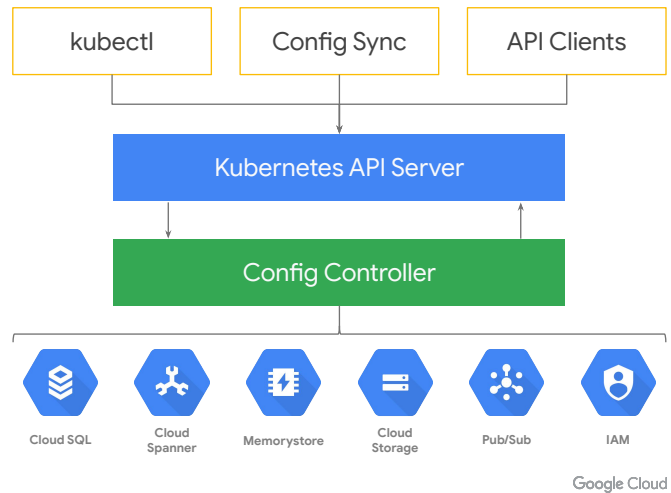 kubectl
Config Sync
API Clients
Kubernetes API Server
Config Controller
Cloud SQL
Cloud
Spanner
Memorystore
Cloud
Storage
Pub/Sub
IAM
Google Cloud